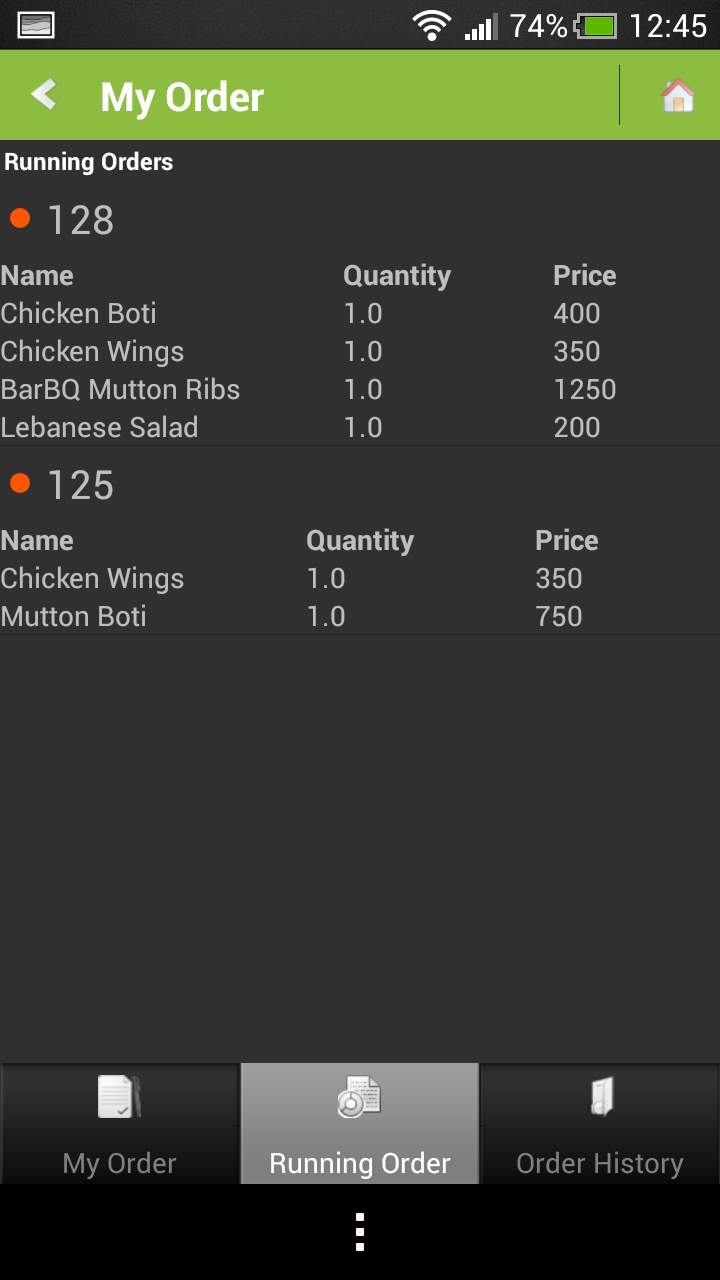 74% 12:45
My Order
Running Orders
128
Name Quantity Price
Chicken Boti 1.0 400
Chicken Wings 1.0 350
BarBQ Mutton Ribs 1.0 1250
Lebanese Salad 1.0 200
125
Name Quantity Price
Chicken Wings 1.0 350
Mutton Boti 1.0 750
My Order Running Order Order History